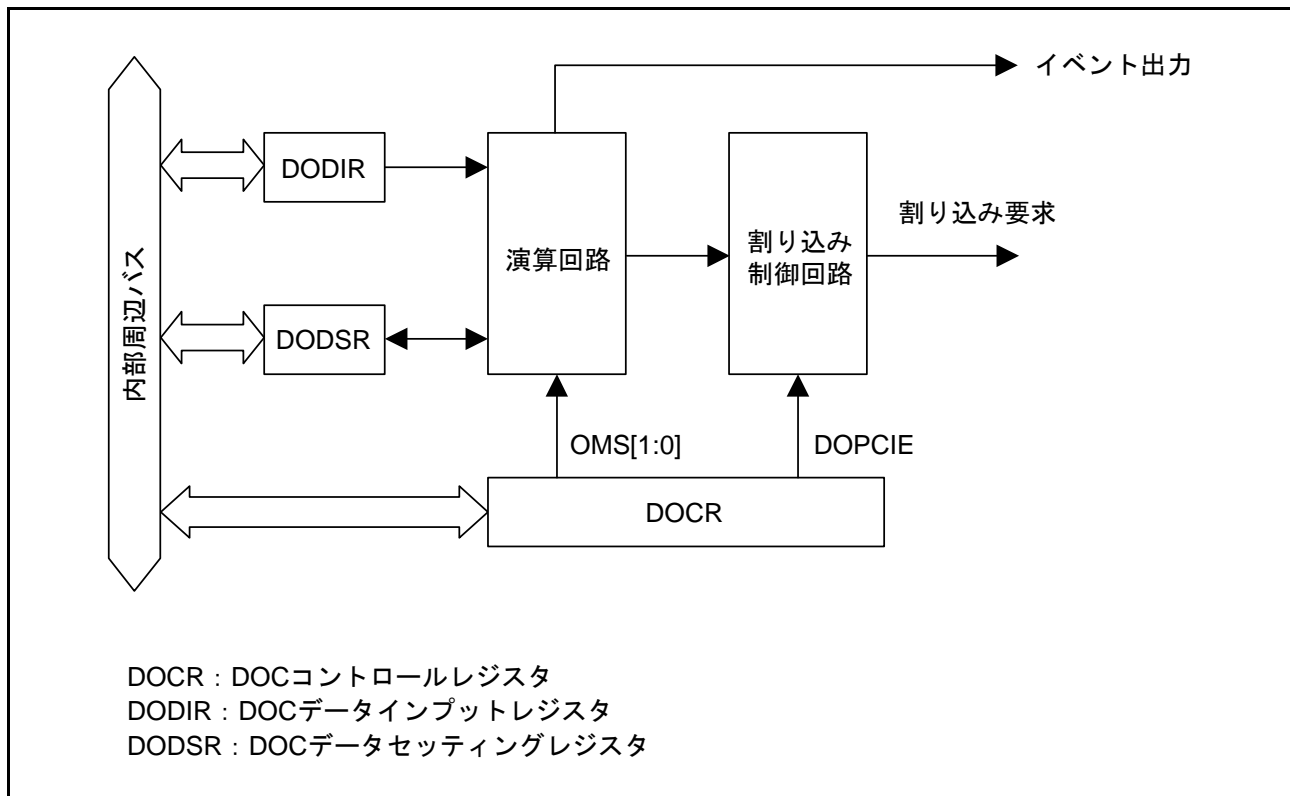 イベント出力
DODIR
割り込み要求
演算回路
割り込み
制御回路
内部周辺バス
DODSR
OMS[1:0]
DOPCIE
DOCR
DOCR：DOCコントロールレジスタ
DODIR：DOCデータインプットレジスタ
DODSR：DOCデータセッティングレジスタ